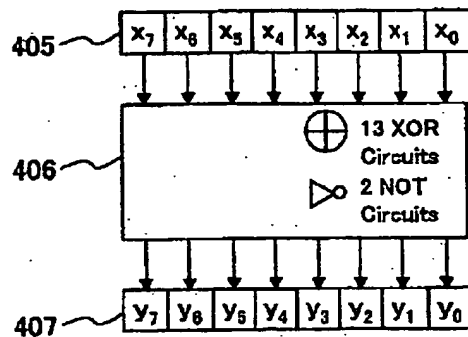 405 x7 x6 x5 x4 x3 x2 x1 x0
406
13 XOR
Circuits
2 NOT
Circuits
407 y7 y6 y5 y4 y3 y2 y1 y0